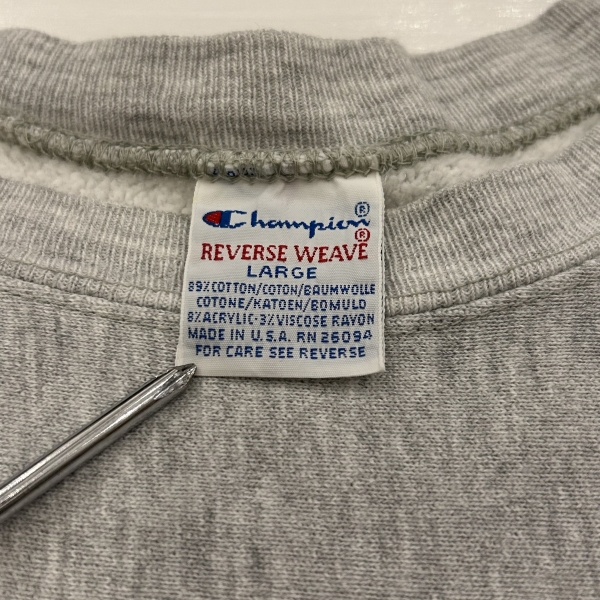 Champion®
REVERSE WEAVE®
LARGE
89%COTTON/COTON/BAUMWOLLE
COTONE/KATOEN/BOMULD
8%ACRYLIC·3%VISCOSE RAYON
MADE IN U.S.A. RN 26094
FOR CARE SEE REVERSE